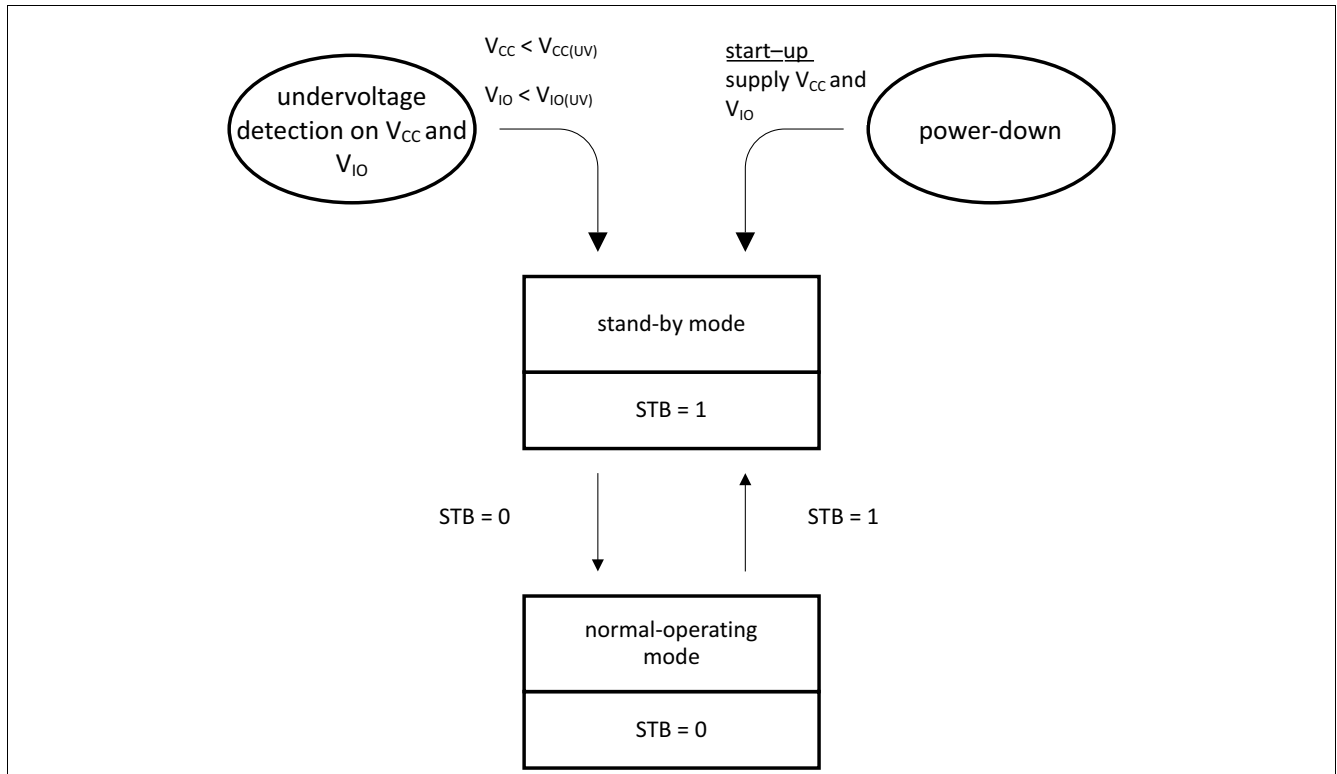 V_CC < V_CC(UV)
V_IO < V_IO(UV)
undervoltage
detection on V_CC and
V_IO
start–up
supply V_CC and
V_IO
power-down
stand-by mode
STB = 1
STB = 0
STB = 1
normal-operating
mode
STB = 0